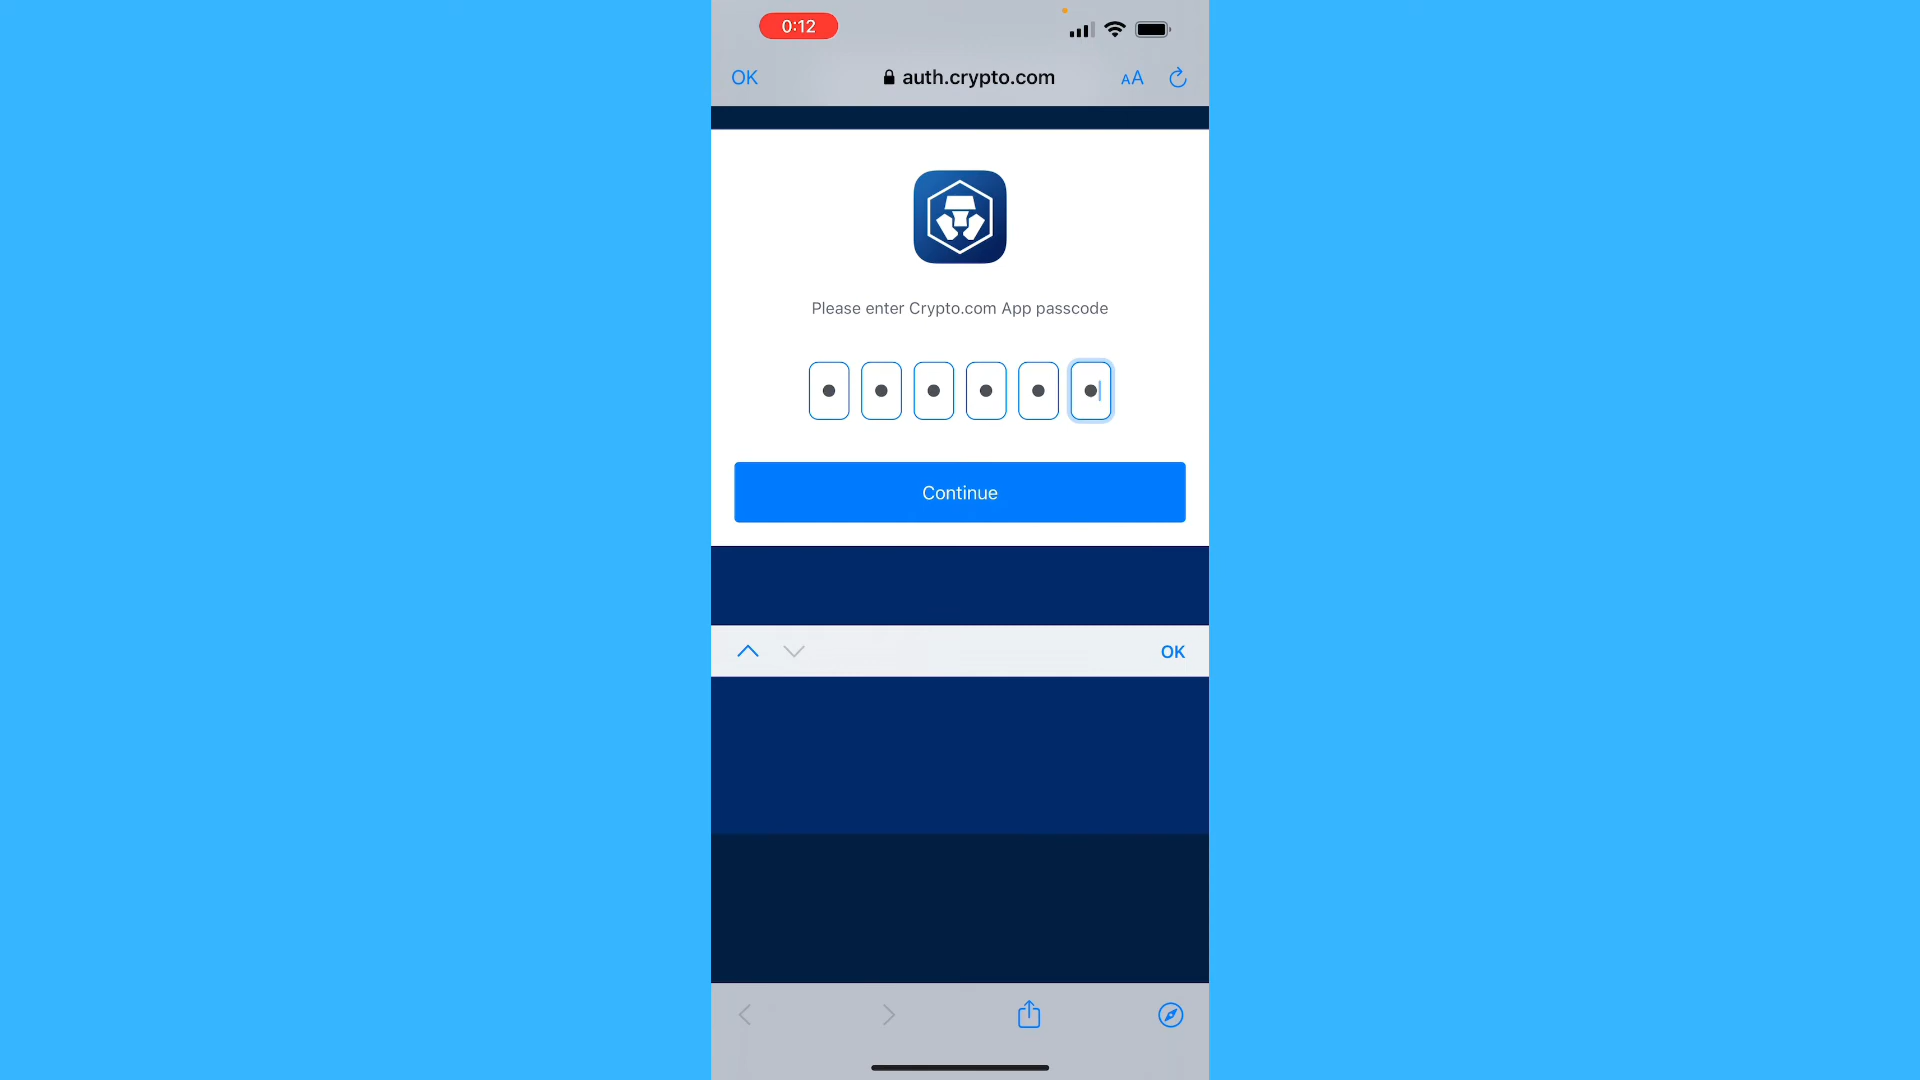 0:12
OK
auth.crypto.com
AA
Please enter Crypto.com App passcode
Continue
OK